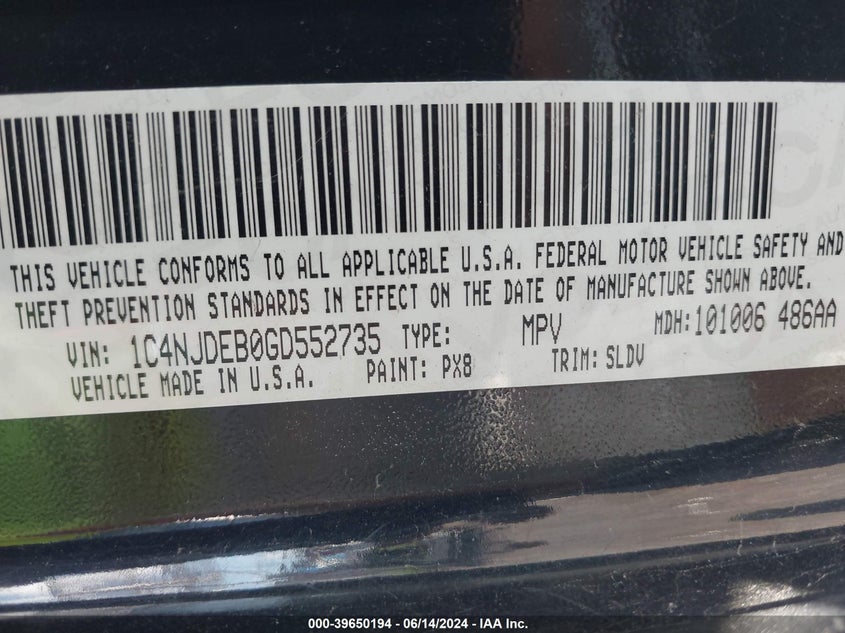 THIS VEHICLE CONFORMS TO ALL APPLICABLE U.S.A. FEDERAL MOTOR VEHICLE SAFETY AND
THEFT PREVENTION STANDARDS IN EFFECT ON THE DATE OF MANUFACTURE SHOWN ABOVE.
VIN: 1C4NJDEB0GD552735 TYPE: MPV MDH:101006 486AA
VEHICLE MADE IN U.S.A. PAINT: PX8 TRIM: SLDV
000-39650194 - 06/14/2024 - IAA Inc.